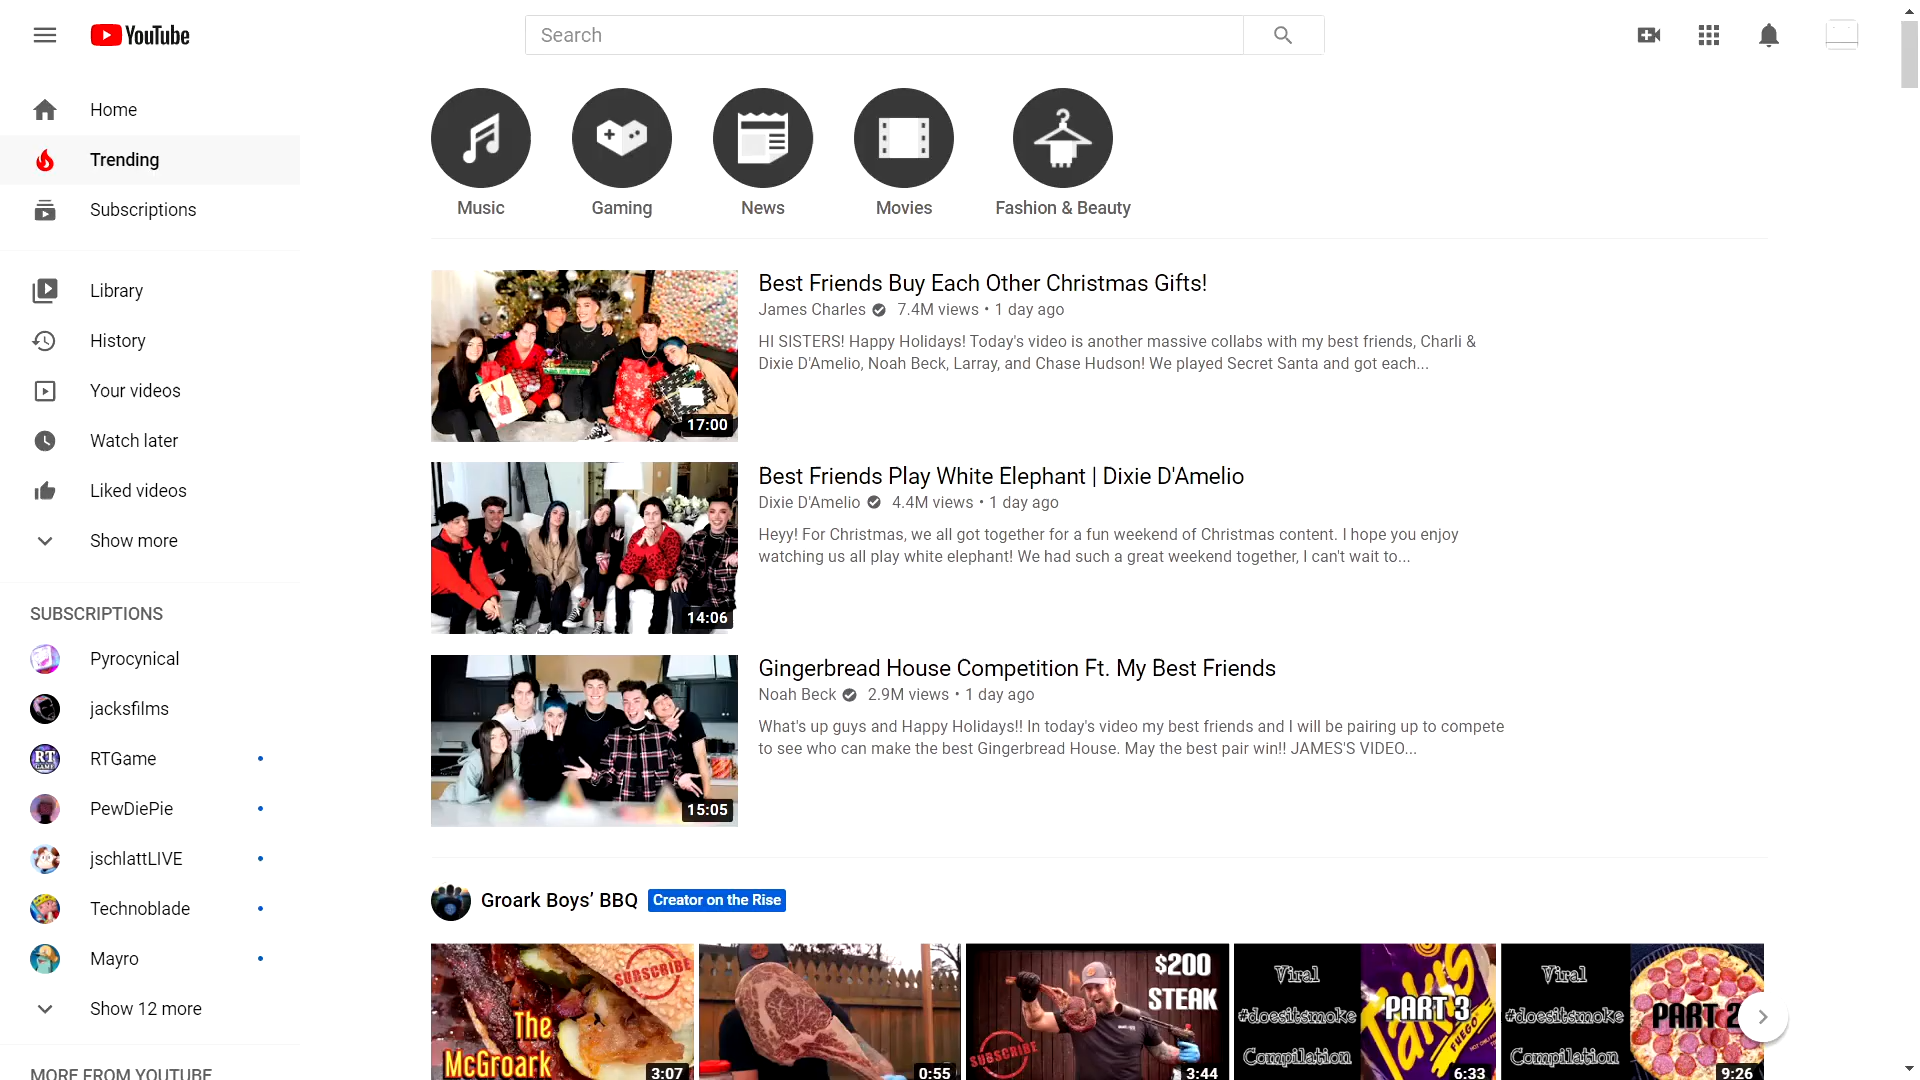 YouTube
Search
Home
Trending
Subscriptions
Library
History
Your videos
Watch later
Liked videos
Show more
SUBSCRIPTIONS
Pyrocynical
jacksfilms
RT
GAME
RTGame
PewDiePie
jschlattLIVE
Technoblade
Mayro
Show 12 more
MORE FROM YOUTUBE
Music
Gaming
News
Movies
Fashion & Beauty
17:00
Best Friends Buy Each Other Christmas Gifts!
James Charles 7.4M views • 1 day ago
HI SISTERS! Happy Holidays! Today's video is another massive collabs with my best friends, Charli &
Dixie D'Amelio, Noah Beck, Larray, and Chase Hudson! We played Secret Santa and got each...
14:06
Best Friends Play White Elephant | Dixie D'Amelio
Dixie D'Amelio 4.4M views • 1 day ago
Heyy! For Christmas, we all got together for a fun weekend of Christmas content. I hope you enjoy
watching us all play white elephant! We had such a great weekend together, I can't wait to...
15:05
Gingerbread House Competition Ft. My Best Friends
Noah Beck 2.9M views • 1 day ago
What's up guys and Happy Holidays!! In today's video my best friends and I will be pairing up to compete
to see who can make the best Gingerbread House. May the best pair win!! JAMES'S VIDEO...
Groark Boys’ BBQ Creator on the Rise
SUBSCRIBE
The
McGroark
3:07
0:55
$200
STEAK
SUBSCRIBE
3:44
Viral
#doesitsmoke
Compilation
Takis
PART 3
FUEGO
6:33
Viral
#doesitsmoke
Compilation
PART 2
9:26